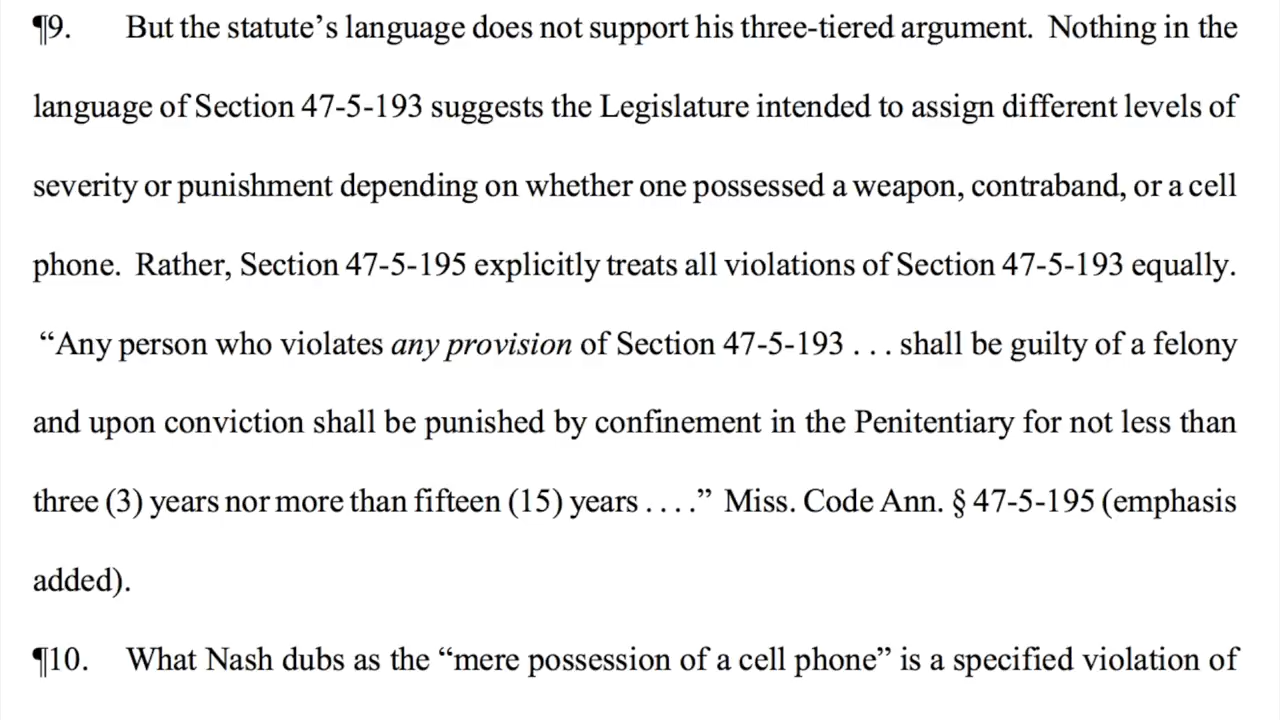 ¶9. But the statute’s language does not support his three-tiered argument. Nothing in the
language of Section 47-5-193 suggests the Legislature intended to assign different levels of
severity or punishment depending on whether one possessed a weapon, contraband, or a cell
phone. Rather, Section 47-5-195 explicitly treats all violations of Section 47-5-193 equally.
“Any person who violates any provision of Section 47-5-193 . . . shall be guilty of a felony
and upon conviction shall be punished by confinement in the Penitentiary for not less than
three (3) years nor more than fifteen (15) years . . . .” Miss. Code Ann. § 47-5-195 (emphasis
added).
¶10. What Nash dubs as the “mere possession of a cell phone” is a specified violation of